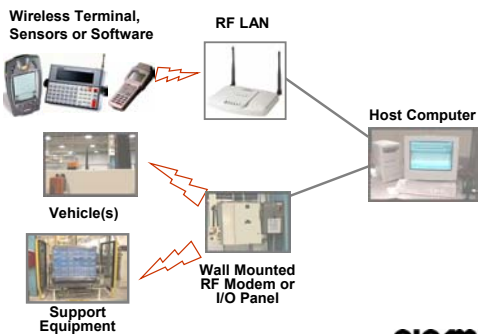 Wireless Terminal,
Sensors or Software
RF LAN
Host Computer
Vehicle(s)
Wall Mounted
RF Modem or
I/O Panel
Support
Equipment